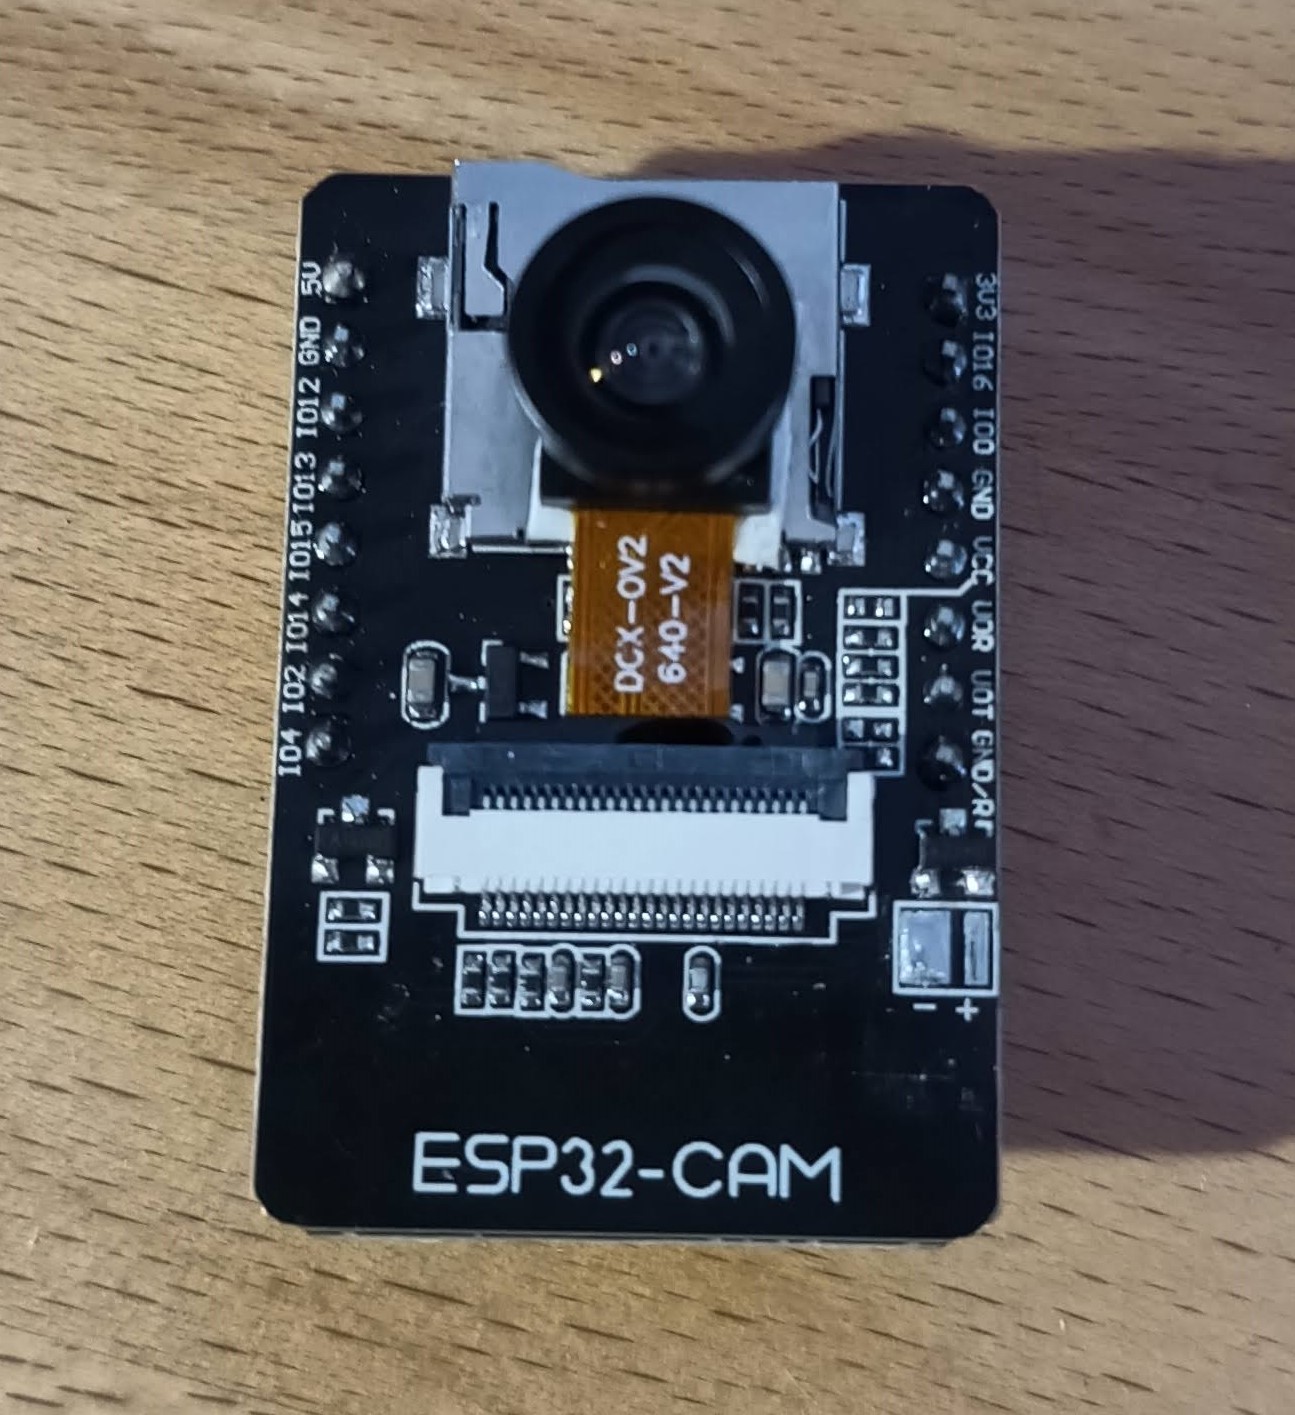 5V
GND
IO12
IO13
IO15
IO14
IO2
IO4
3V3
IO16
IO0
GND
VCC
UOR
UOT
GND/R
DCX-OV2
640-V2
- +
ESP32-CAM